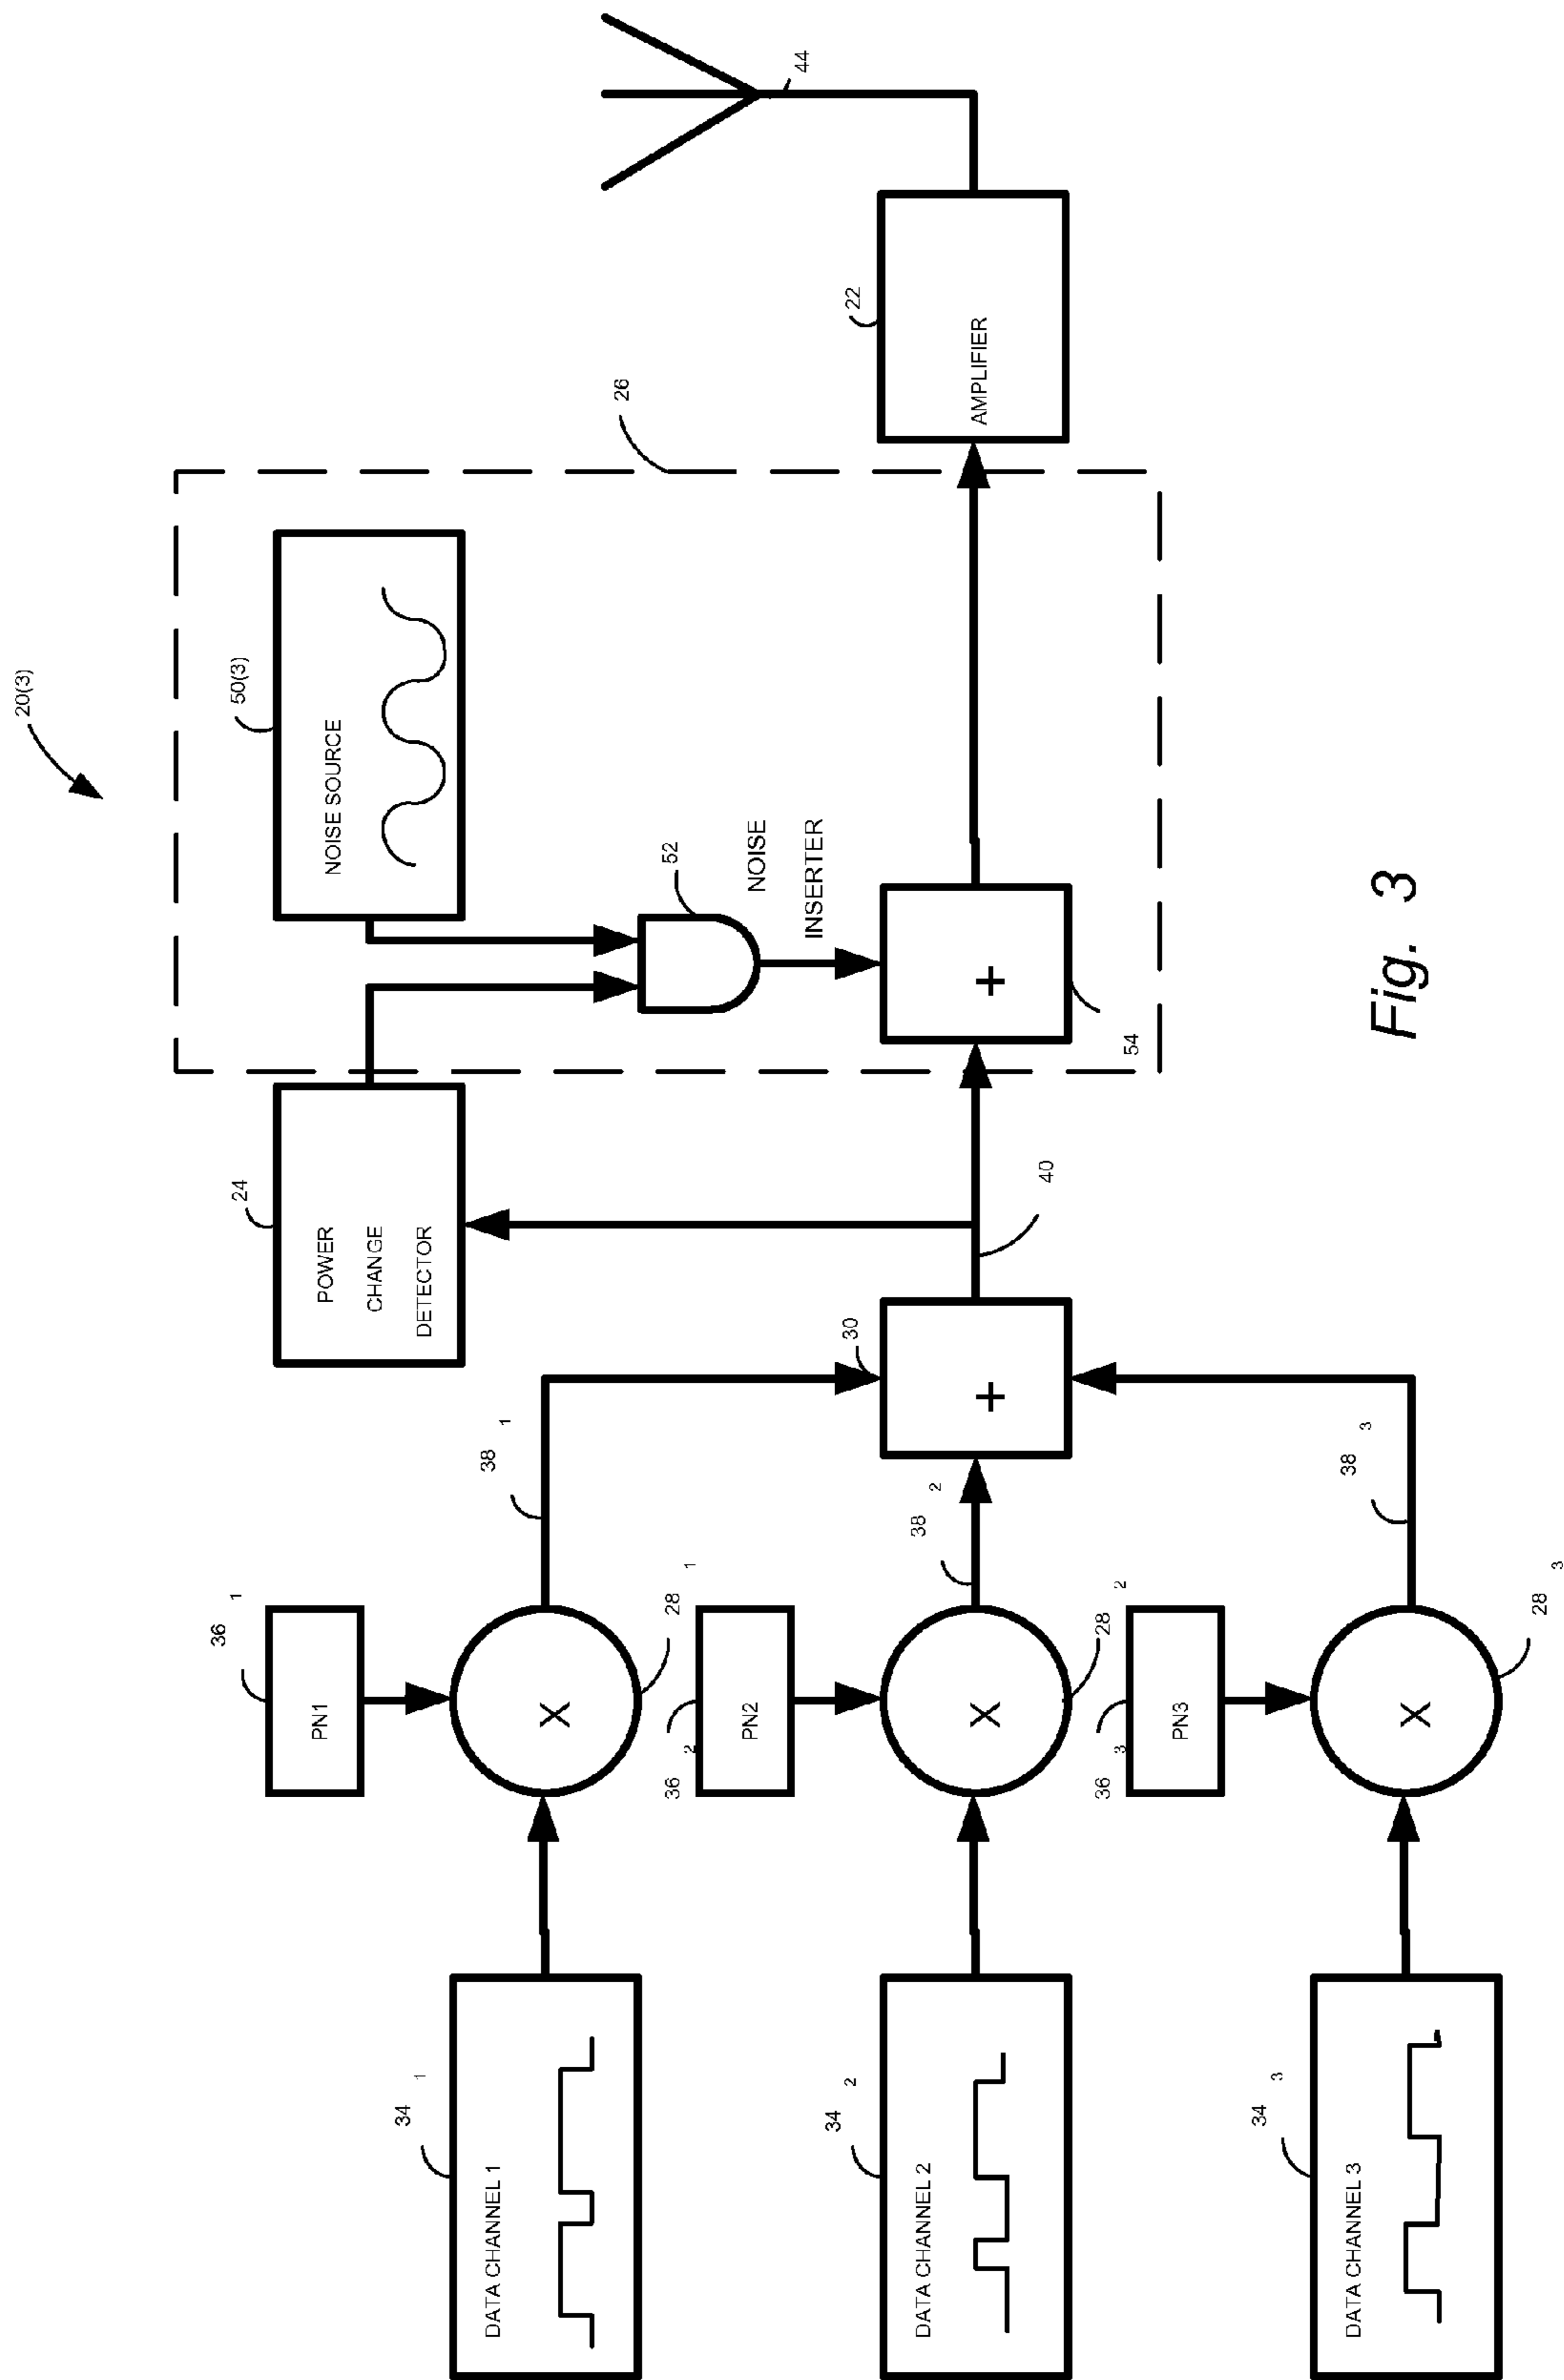 20(3)
50(3)
NOISE SOURCE
26
24
POWER
CHANGE
DETECTOR
52
NOISE
INSERTER
+
54
22
AMPLIFIER
44
36 1
PN1
X
28 1
38 1
34 1
DATA CHANNEL 1
36 2
PN2
X
28 2
38 2
34 2
DATA CHANNEL 2
30
+
40
36 3
PN3
X
28 3
38 3
34 3
DATA CHANNEL 3
Fig. 3